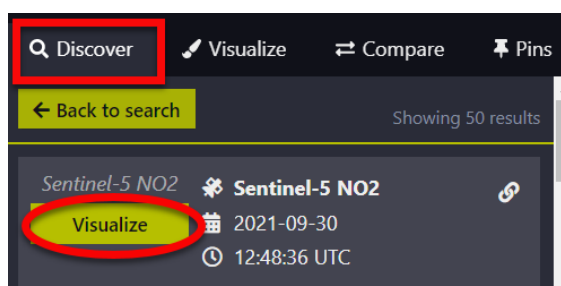 Discover Visualize Compare Pins
Back to search Showing 50 results
Sentinel-5 NO2 Sentinel-5 NO2
Visualize 2021-09-30
12:48:36 UTC